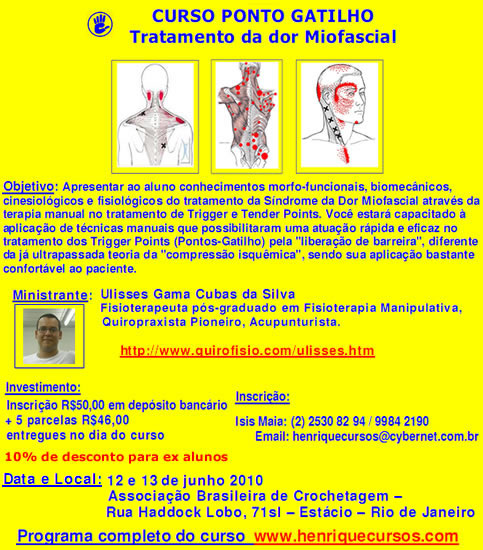 CURSO PONTO GATILHO
Tratamento da dor Miofascial
Objetivo: Apresentar ao aluno conhecimentos morfo-funcionais, biomecânicos,
cinesiológicos e fisiológicos do tratamento da Síndrome da Dor Miofascial através da
terapia manual no tratamento de Trigger e Tender Points. Você estará capacitado à
aplicação de técnicas manuais que possibilitaram uma atuação rápida e eficaz no
tratamento dos Trigger Points (Pontos-Gatilho) pela "liberação de barreira", diferente
da já ultrapassada teoria da "compressão isquêmica", sendo sua aplicação bastante
confortável ao paciente.
Ministrante: Ulisses Gama Cubas da Silva
Fisioterapeuta pós-graduado em Fisioterapia Manipulativa,
Quiropraxista Pioneiro, Acupunturista.
http://www.quirofisio.com/ulisses.htm
Investimento:
Inscrição R$50,00 em depósito bancário
+ 5 parcelas R$46,00
entregues no dia do curso
Inscrição:
Isis Maia: (2) 2530 82 94 / 9984 2190
Email: henriquecursos@cybernet.com.br
10% de desconto para ex alunos
Data e Local: 12 e 13 de junho 2010
Associação Brasileira de Crochetagem –
Rua Haddock Lobo, 71sl – Estácio – Rio de Janeiro
Programa completo do curso www.henriquecursos.com